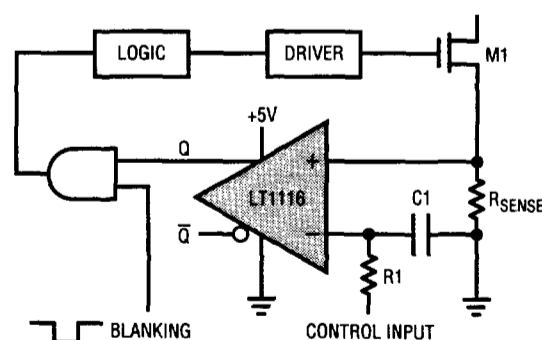 LOGIC
DRIVER
M1
+5V
Q
+
LT1116
C1
RSENSE
Q̅
−
R1
BLANKING
CONTROL INPUT